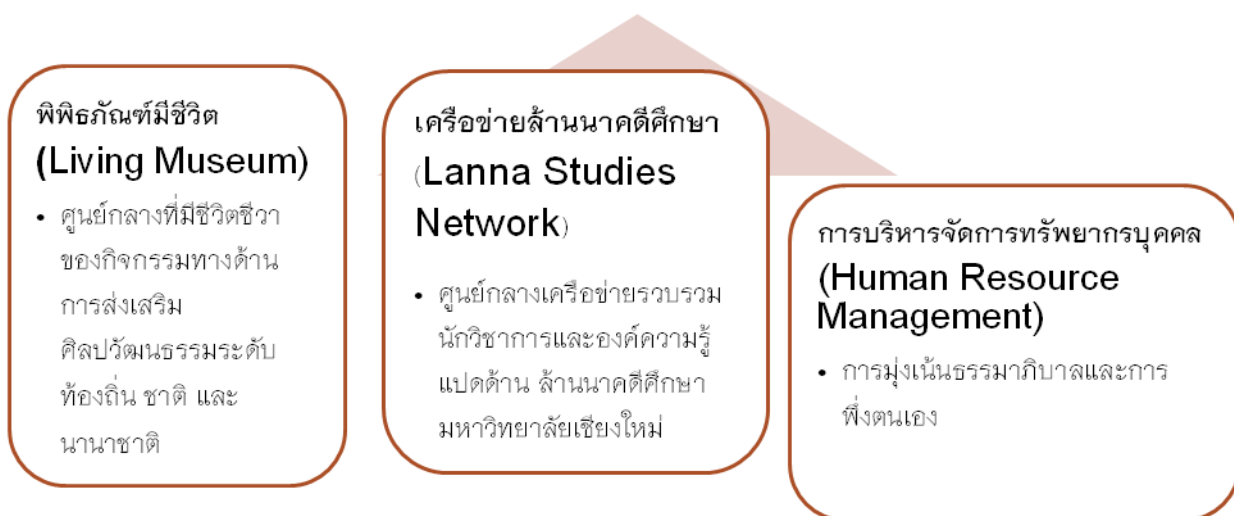 พิพิธภัณฑ์มีชีวิต
(Living Museum)
• ศูนย์กลางที่มีชีวิตชีวา
ของกิจกรรมทางด้าน
การส่งเสริม
ศิลปวัฒนธรรมระดับ
ท้องถิ่น ชาติ และ
นานาชาติ
เครือข่ายล้านนาคดีศึกษา
(Lanna Studies
Network)
• ศูนย์กลางเครือข่ายรวบรวม
นักวิชาการและองค์ความรู้
แปดด้าน ล้านนาคดีศึกษา
มหาวิทยาลัยเชียงใหม่
การบริหารจัดการทรัพยากรบุคคล
(Human Resource
Management)
• การมุ่งเน้นธรรมาภิบาลและการ
พึ่งตนเอง